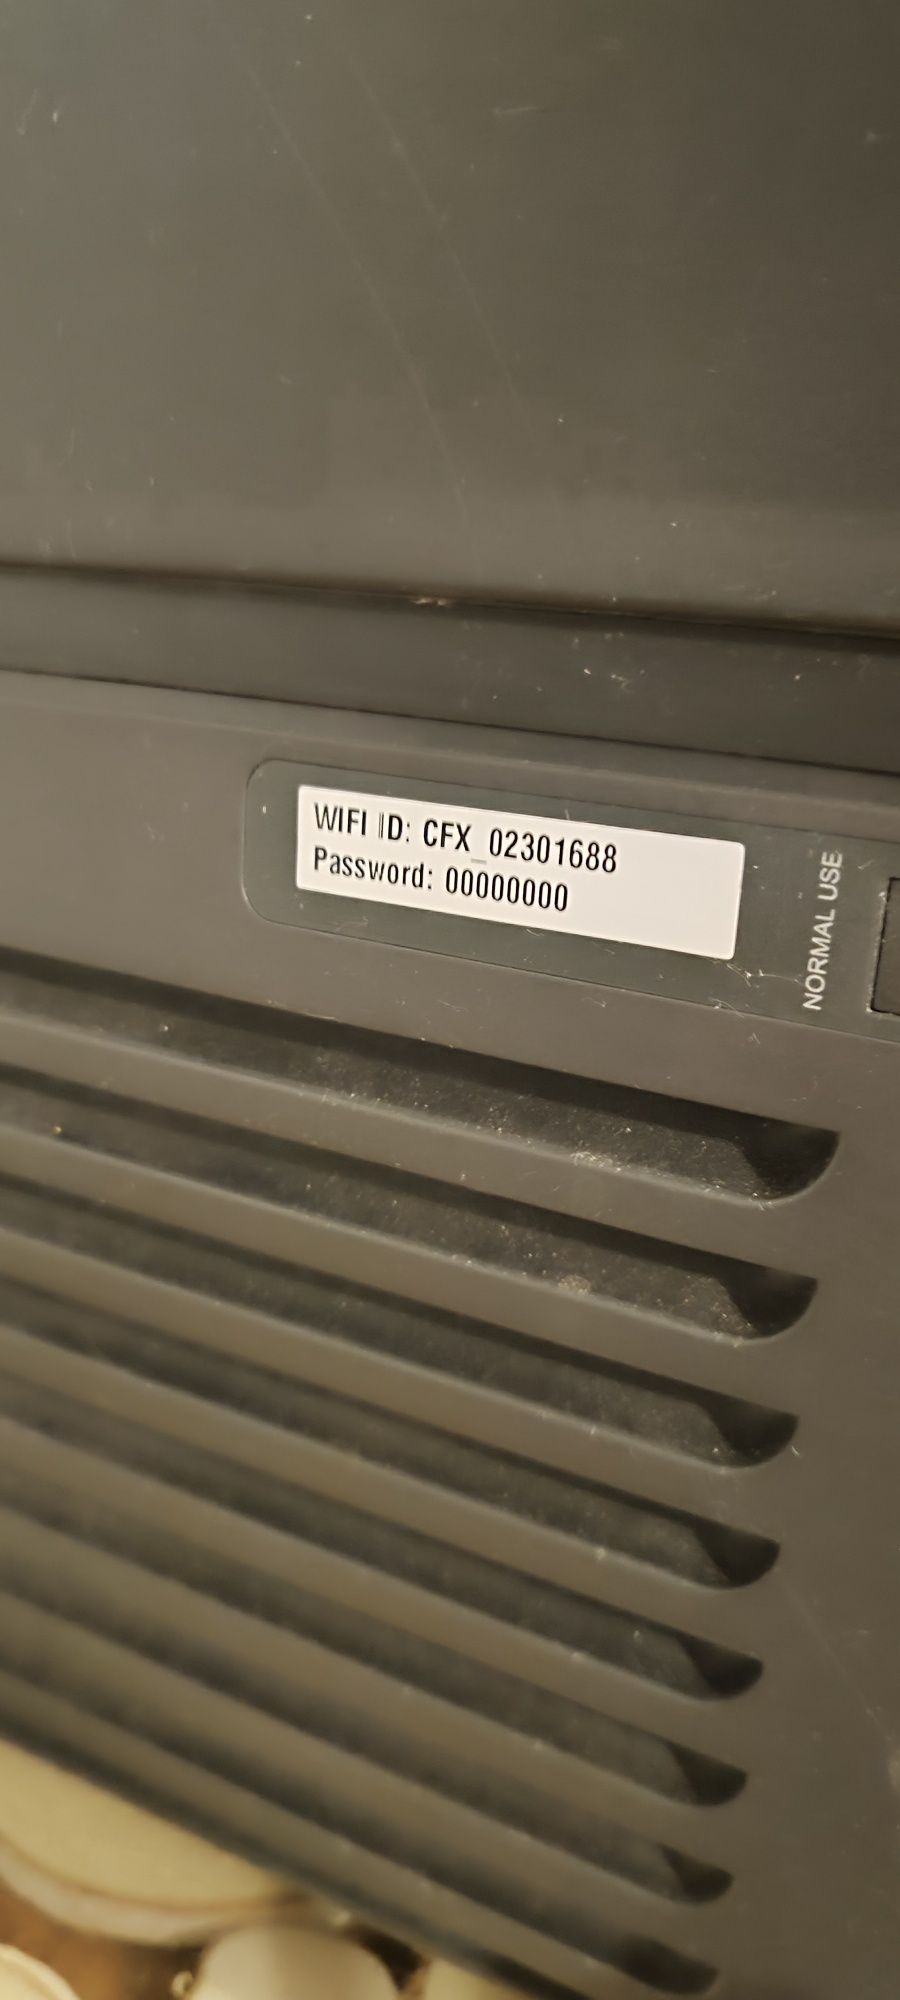 WIFI ID: CFX_02301688
Password: 00000000
NORMAL USE